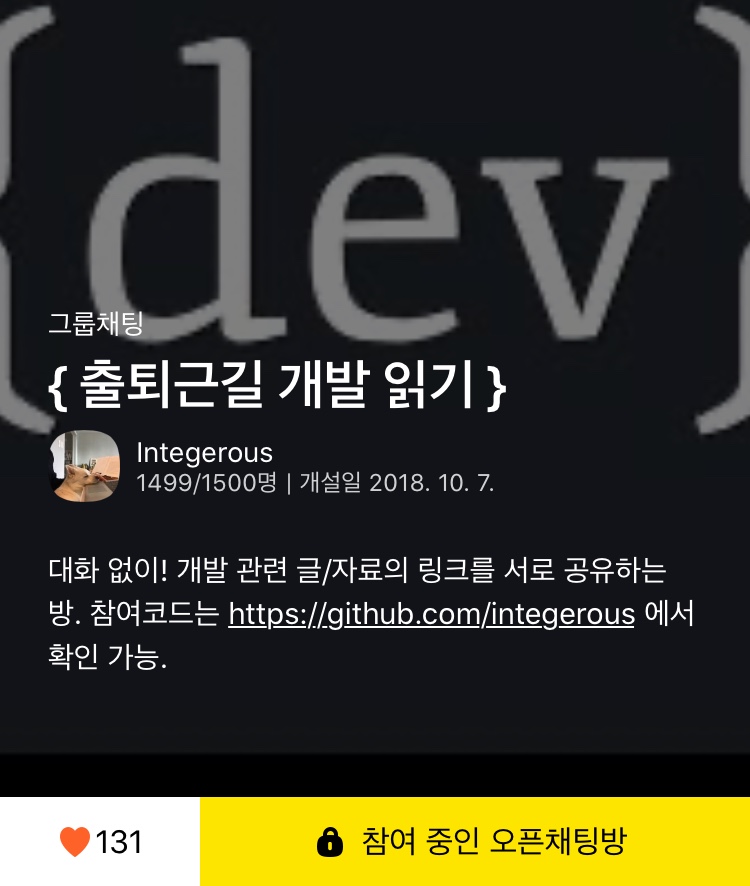 {dev}
그룹채팅
{ 출퇴근길 개발 읽기 }
Integerous
1499/1500명 | 개설일 2018. 10. 7.
대화 없이! 개발 관련 글/자료의 링크를 서로 공유하는
방. 참여코드는 https://github.com/integerous 에서
확인 가능.
131
참여 중인 오픈채팅방